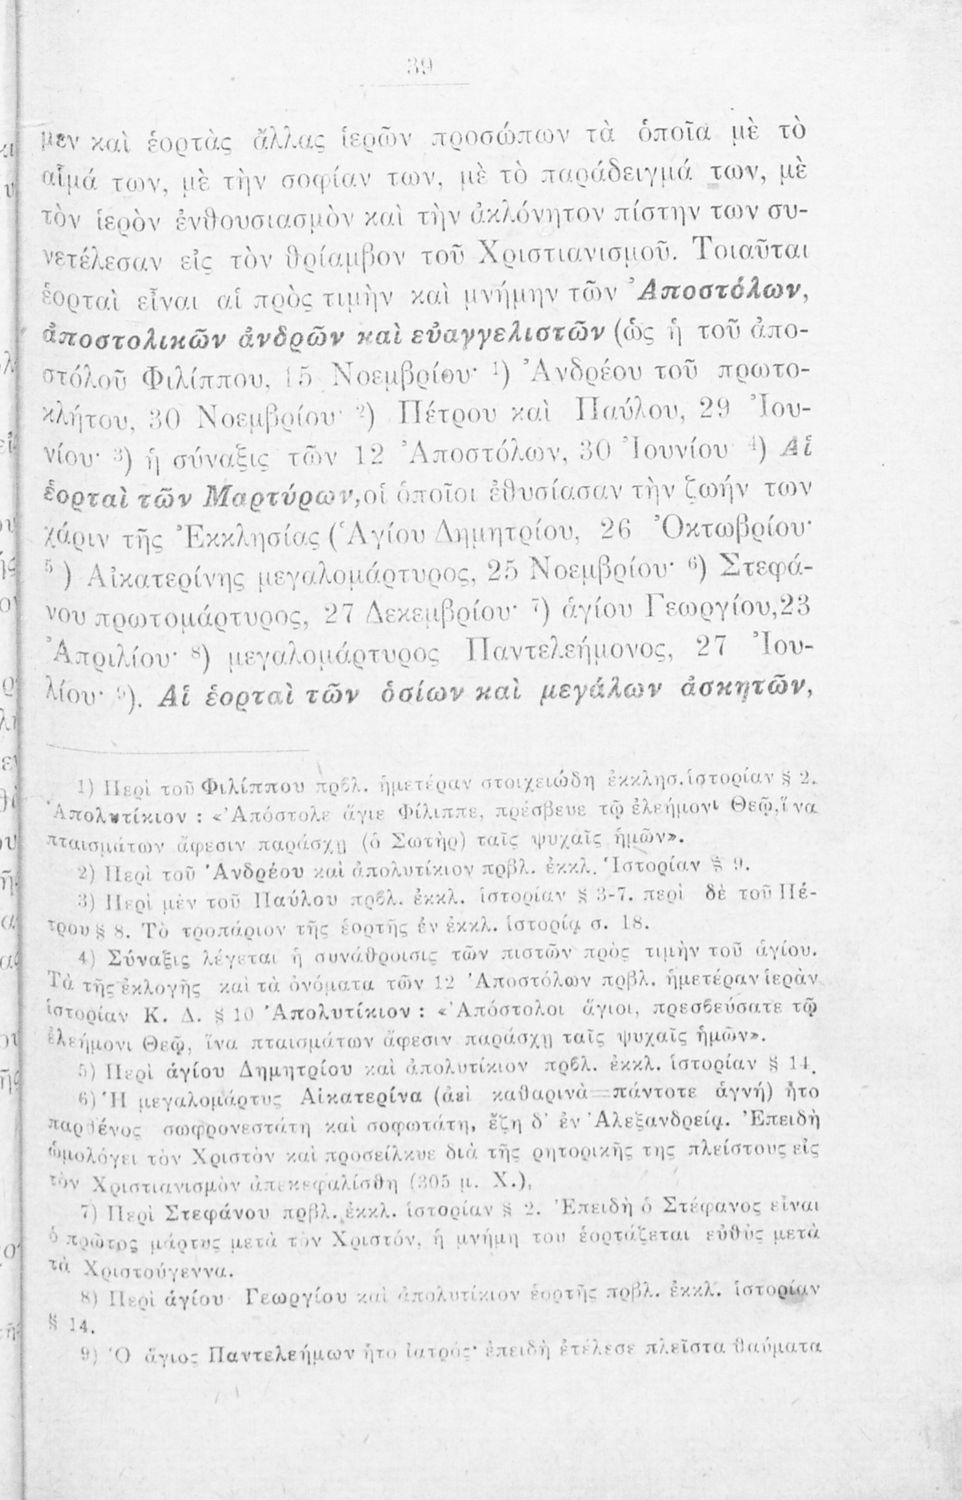 39
μεν καὶ ἑορτὰς ἄλλας ἱερῶν προσώπων τὰ ὁποῖα μὲ τὸ
αἷμά των, μὲ τὴν σοφίαν των, μὲ τὸ παράδειγμά των, μὲ
τὸν ἱερὸν ἐνθουσιασμὸν καὶ τὴν ἀκλόνητον πίστην των συ-
νετέλεσαν εἰς τὸν θρίαμβον τοῦ Χριστιανισμοῦ. Τοιαῦται
ἑορταὶ εἶναι αἱ πρὸς τιμὴν καὶ μνήμην τῶν Ἀποστόλων,
ἀποστολικῶν ἀνδρῶν καὶ εὐαγγελιστῶν (ὡς ἡ τοῦ ἀπο-
στόλοῦ Φιλίππου, 15 Νοεμβρίου· ¹) Ἀνδρέου τοῦ πρωτο-
κλήτου, 30 Νοεμβρίου· ²) Πέτρου καὶ Παύλου, 29 Ἰου-
νίου· ³) ἡ σύναξις τῶν 12 Ἀποστόλων, 30 Ἰουνίου ⁴) Αἱ
ἑορταὶ τῶν Μαρτύρων,οἱ ὁποῖοι ἐθυσίασαν τὴν ζωήν των
χάριν τῆς Ἐκκλησίας (Ἁγίου Δημητρίου, 26 Ὀκτωβρίου·
⁵) Αἰκατερίνης μεγαλομάρτυρος, 25 Νοεμβρίου· ⁶) Στεφά-
νου πρωτομάρτυρος, 27 Δεκεμβρίου· ⁷) ἁγίου Γεωργίου,23
Ἀπριλίου· ⁸) μεγαλομάρτυρος Παντελεήμονος, 27 Ἰου-
λίου· ⁹). Αἱ ἑορταὶ τῶν ὁσίων καὶ μεγάλων ἀσκητῶν,
1) Περὶ τοῦ Φιλίππου πρβλ. ἡμετέραν στοιχειώδη ἐκκλησ.ἱστορίαν § 2.
Ἀπολυτίκιον : «Ἀπόστολε ἅγιε Φίλιππε, πρέσβευε τῷ ἐλεήμονι Θεῷ,ἵνα
πταισμάτων ἄφεσιν παράσχῃ (ὁ Σωτὴρ) ταῖς ψυχαῖς ἡμῶν».
2) Περὶ τοῦ Ἀνδρέου καὶ ἀπολυτίκιον πρβλ. ἐκκλ. Ἱστορίαν § 9.
3) Περὶ μὲν τοῦ Παύλου πρβλ. ἐκκλ. ἱστορίαν § 3-7. περὶ δὲ τοῦ Πέ-
τρου § 8. Τὸ τροπάριον τῆς ἑορτῆς ἐν ἐκκλ. ἱστορίᾳ σ. 18.
4) Σύναξις λέγεται ἡ συνάθροισις τῶν πιστῶν πρὸς τιμὴν τοῦ ἁγίου.
Τὰ τῆς ἐκλογῆς καὶ τὰ ὀνόματα τῶν 12 Ἀποστόλων πρβλ. ἡμετέραν ἱερὰν
ἱστορίαν Κ. Δ. § 10 Ἀπολυτίκιον : «Ἀπόστολοι ἅγιοι, πρεσβεύσατε τῷ
ἐλεήμονι Θεῷ, ἵνα πταισμάτων ἄφεσιν παράσχῃ ταῖς ψυχαῖς ἡμῶν».
5) Περὶ ἁγίου Δημητρίου καὶ ἀπολυτίκιον πρβλ. ἐκκλ. ἱστορίαν § 14.
6) Ἡ μεγαλομάρτυς Αἰκατερίνα (ἀεὶ καθαρινὰ=πάντοτε ἁγνή) ἦτο
παρθένος σωφρονεστάτη καὶ σοφωτάτη, ἔζη δ' ἐν Ἀλεξανδρείᾳ. Ἐπειδὴ
ὡμολόγει τὸν Χριστὸν καὶ προσείλκυε διὰ τῆς ρητορικῆς της πλείστους εἰς
τὸν Χριστιανισμὸν ἀπεκεφαλίσθη (305 μ. Χ.),
7) Περὶ Στεφάνου πρβλ. ἐκκλ. ἱστορίαν § 2. Ἐπειδὴ ὁ Στέφανος εἶναι
ὁ πρῶτος μάρτυς μετὰ τὸν Χριστόν, ἡ μνήμη του ἑορτάζεται εὐθὺς μετὰ
τὰ Χριστούγεννα.
8) Περὶ ἁγίου Γεωργίου καὶ ἀπολυτίκιον ἑορτῆς πρβλ. ἐκκλ. ἱστορίαν
§ 14.
9) Ὁ ἅγιος Παντελεήμων ἦτο ἰατρός· ἐπειδὴ ἐτέλεσε πλεῖστα θαύματα